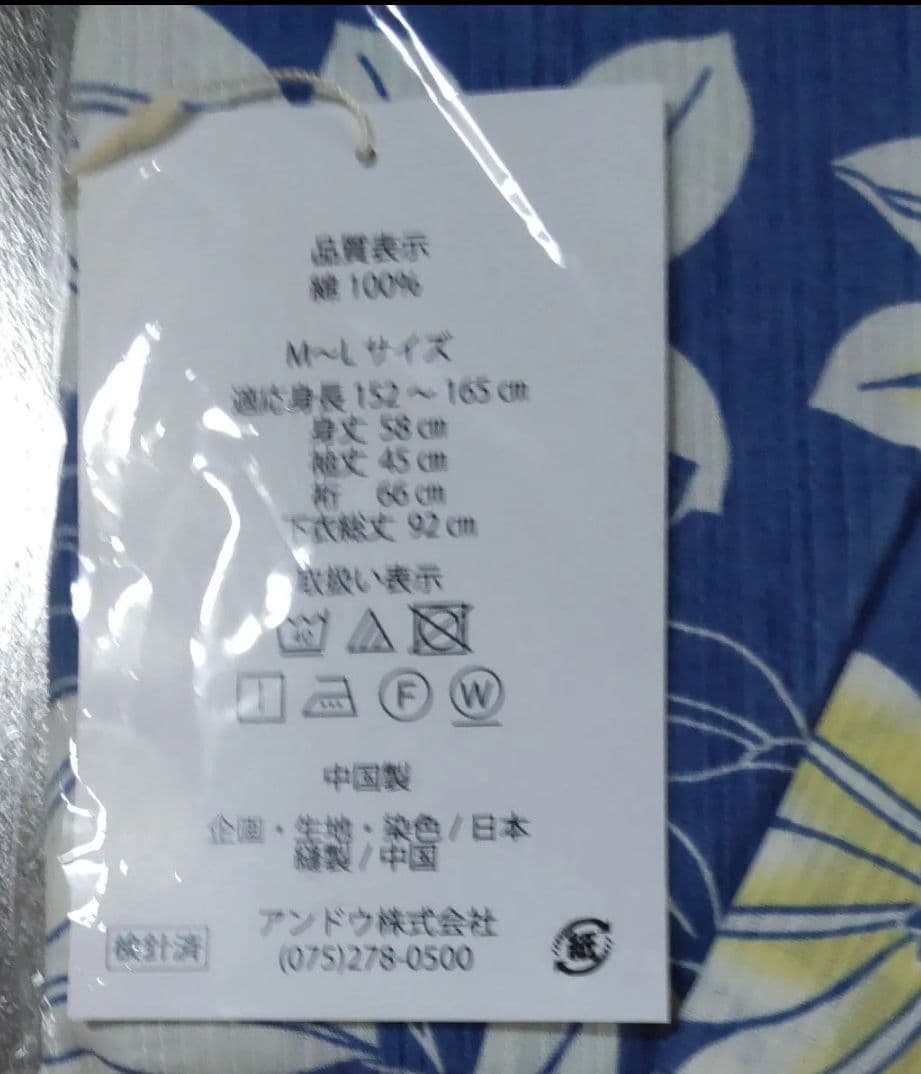 品質表示
綿 100%
M～L サイズ
適応身長 152 ～ 165 ㎝
身丈 58 ㎝
袖丈 45 ㎝
裄 66 ㎝
下衣総丈 92 ㎝
取扱い表示
40
F W
中国製
企画・生地・染色 / 日本
縫製 / 中国
アンドウ株式会社
検針済
(075)278-0500
紙